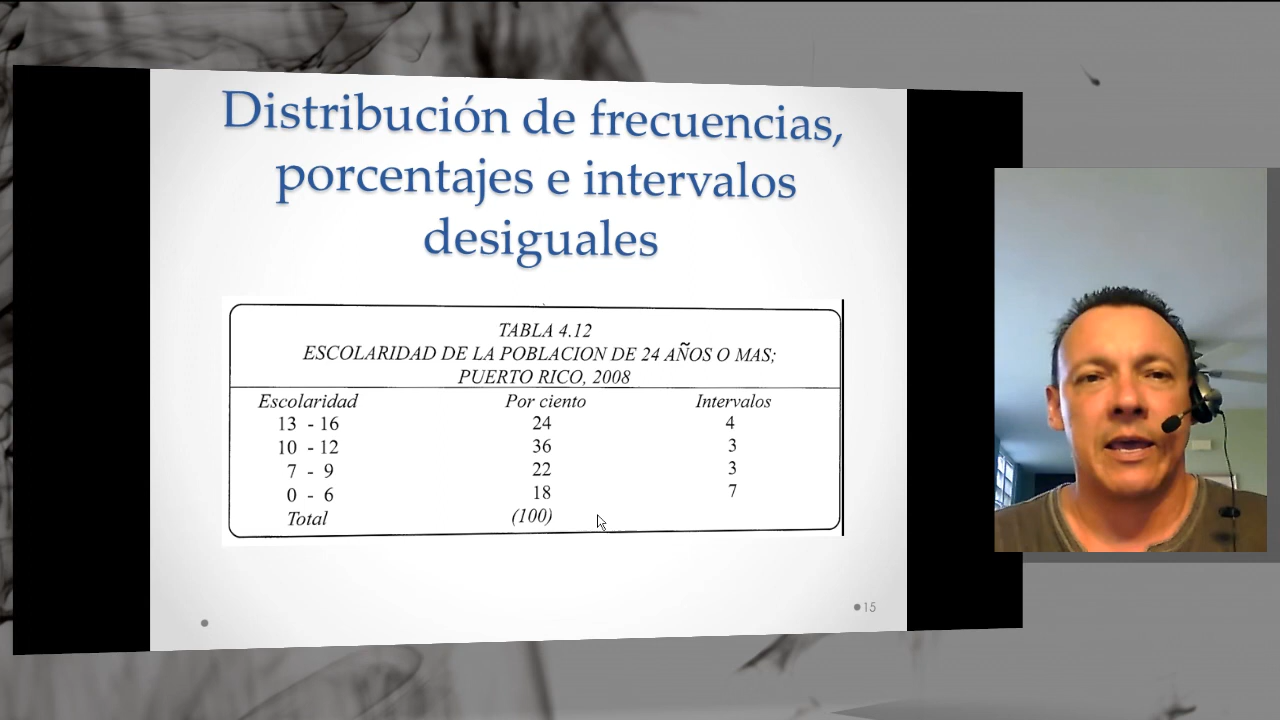 Distribución de frecuencias,
porcentajes e intervalos
desiguales
TABLA 4.12
ESCOLARIDAD DE LA POBLACION DE 24 AÑOS O MAS;
PUERTO RICO, 2008
Escolaridad Por ciento Intervalos
13 - 16 24 4
10 - 12 36 3
7 - 9 22 3
0 - 6 18 7
Total (100)
15